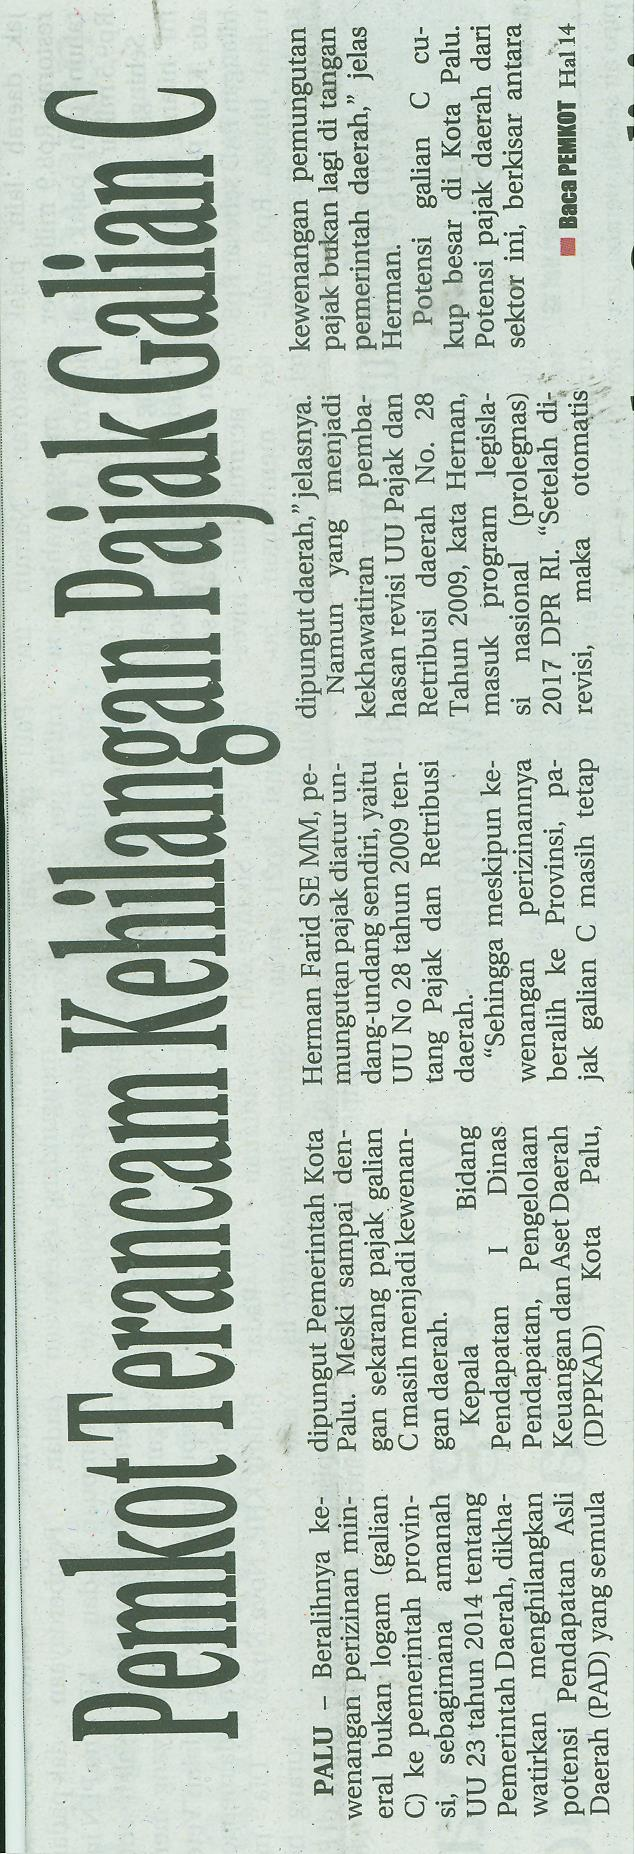 Pemkot Terancam Kehilangan Pajak Galian C
PALU – Beralihnya ke-
wenangan perizinan min-
eral bukan logam (galian
C) ke pemerintah provin-
si, sebagimana amanah
UU 23 tahun 2014 tentang
Pemerintah Daerah, dikha-
watirkan menghilangkan
potensi Pendapatan Asli
Daerah (PAD) yang semula
dipungut Pemerintah Kota
Palu. Meski sampai den-
gan sekarang pajak galian
C masih menjadi kewenan-
gan daerah.
Kepala Bidang
Pendapatan I Dinas
Pendapatan, Pengelolaan
Keuangan dan Aset Daerah
(DPPKAD) Kota Palu,
Herman Farid SE MM, pe-
mungutan pajak diatur un-
dang-undang sendiri, yaitu
UU No 28 tahun 2009 ten-
tang Pajak dan Retribusi
daerah.
“Sehingga meskipun ke-
wenangan perizinannya
beralih ke Provinsi, pa-
jak galian C masih tetap
dipungut daerah,” jelasnya.
Namun yang menjadi
kekhawatiran pemba-
hasan revisi UU Pajak dan
Retribusi daerah No. 28
Tahun 2009, kata Hernan,
masuk program legisla-
si nasional (prolegnas)
2017 DPR RI. “Setelah di-
revisi, maka otomatis
kewenangan pemungutan
pajak bukan lagi di tangan
pemerintah daerah,” jelas
Herman.
Potensi galian C cu-
kup besar di Kota Palu.
Potensi pajak daerah dari
sektor ini, berkisar antara
Baca PEMKOT Hal 14